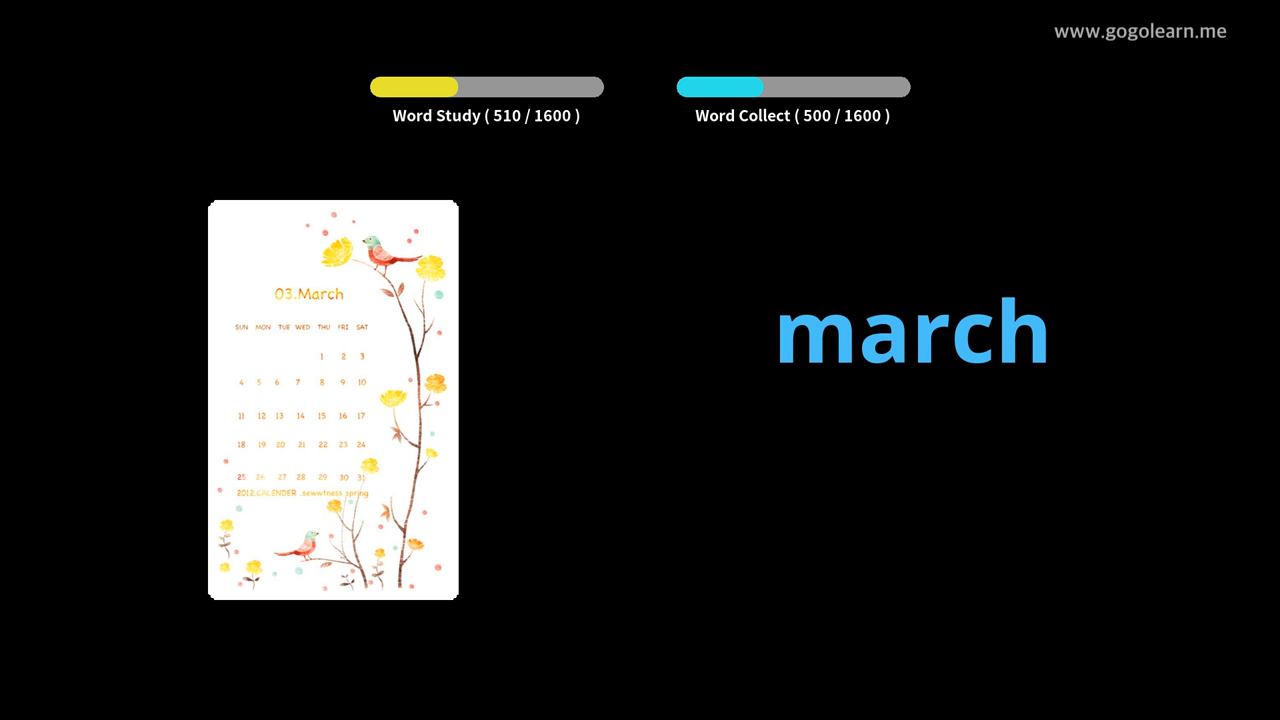 www.gogolearn.me
Word Study ( 510 / 1600 )
Word Collect ( 500 / 1600 )
03.March
SUN MON TUE WED THU FRI SAT
1 2 3
4 5 6 7 8 9 10
11 12 13 14 15 16 17
18 19 20 21 22 23 24
25 26 27 28 29 30 31
2012.CALENDER .sewwtness spring
march